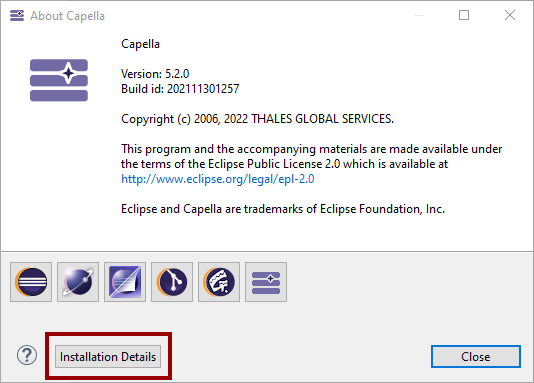 About Capella
Capella
Version: 5.2.0
Build id: 202111301257
Copyright (c) 2006, 2022 THALES GLOBAL SERVICES.
This program and the accompanying materials are made available under
the terms of the Eclipse Public License 2.0 which is available at
http://www.eclipse.org/legal/epl-2.0
Eclipse and Capella are trademarks of Eclipse Foundation, Inc.
?
Installation Details
Close